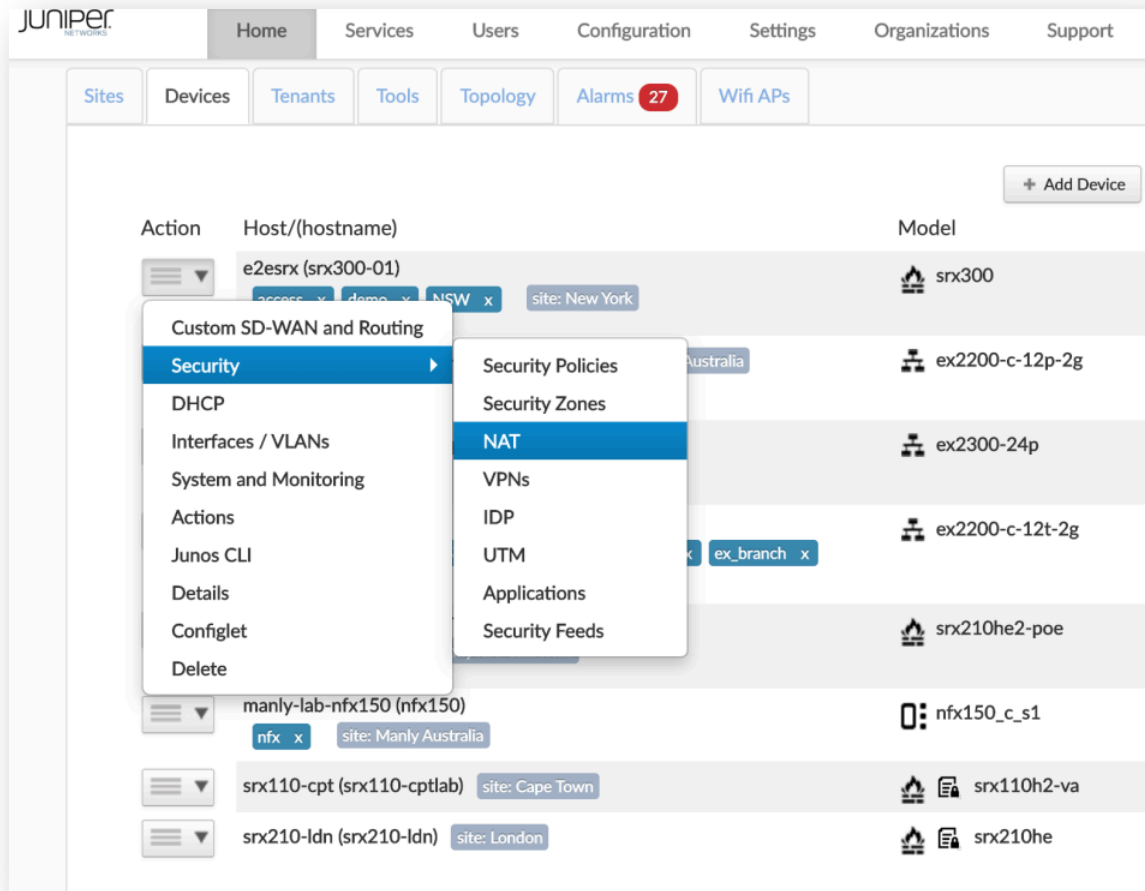 JUNIPEr
NETWORKS
Home Services Users Configuration Settings Organizations Support
Sites Devices Tenants Tools Topology Alarms 27 Wifi APs
+ Add Device
Action Host/(hostname) Model
e2esrx (srx300-01) srx300
access x demo x NSW x site: New York
Custom SD-WAN and Routing
Security Security Policies Australia ex2200-c-12p-2g
DHCP Security Zones
Interfaces / VLANs NAT ex2300-24p
System and Monitoring VPNs
Actions IDP
Junos CLI UTM x ex_branch x ex2200-c-12t-2g
Details Applications
Configlet Security Feeds srx210he2-poe
Delete
manly-lab-nfx150 (nfx150) nfx150_c_s1
nfx x site: Manly Australia
srx110-cpt (srx110-cptlab) site: Cape Town srx110h2-va
srx210-ldn (srx210-ldn) site: London srx210he